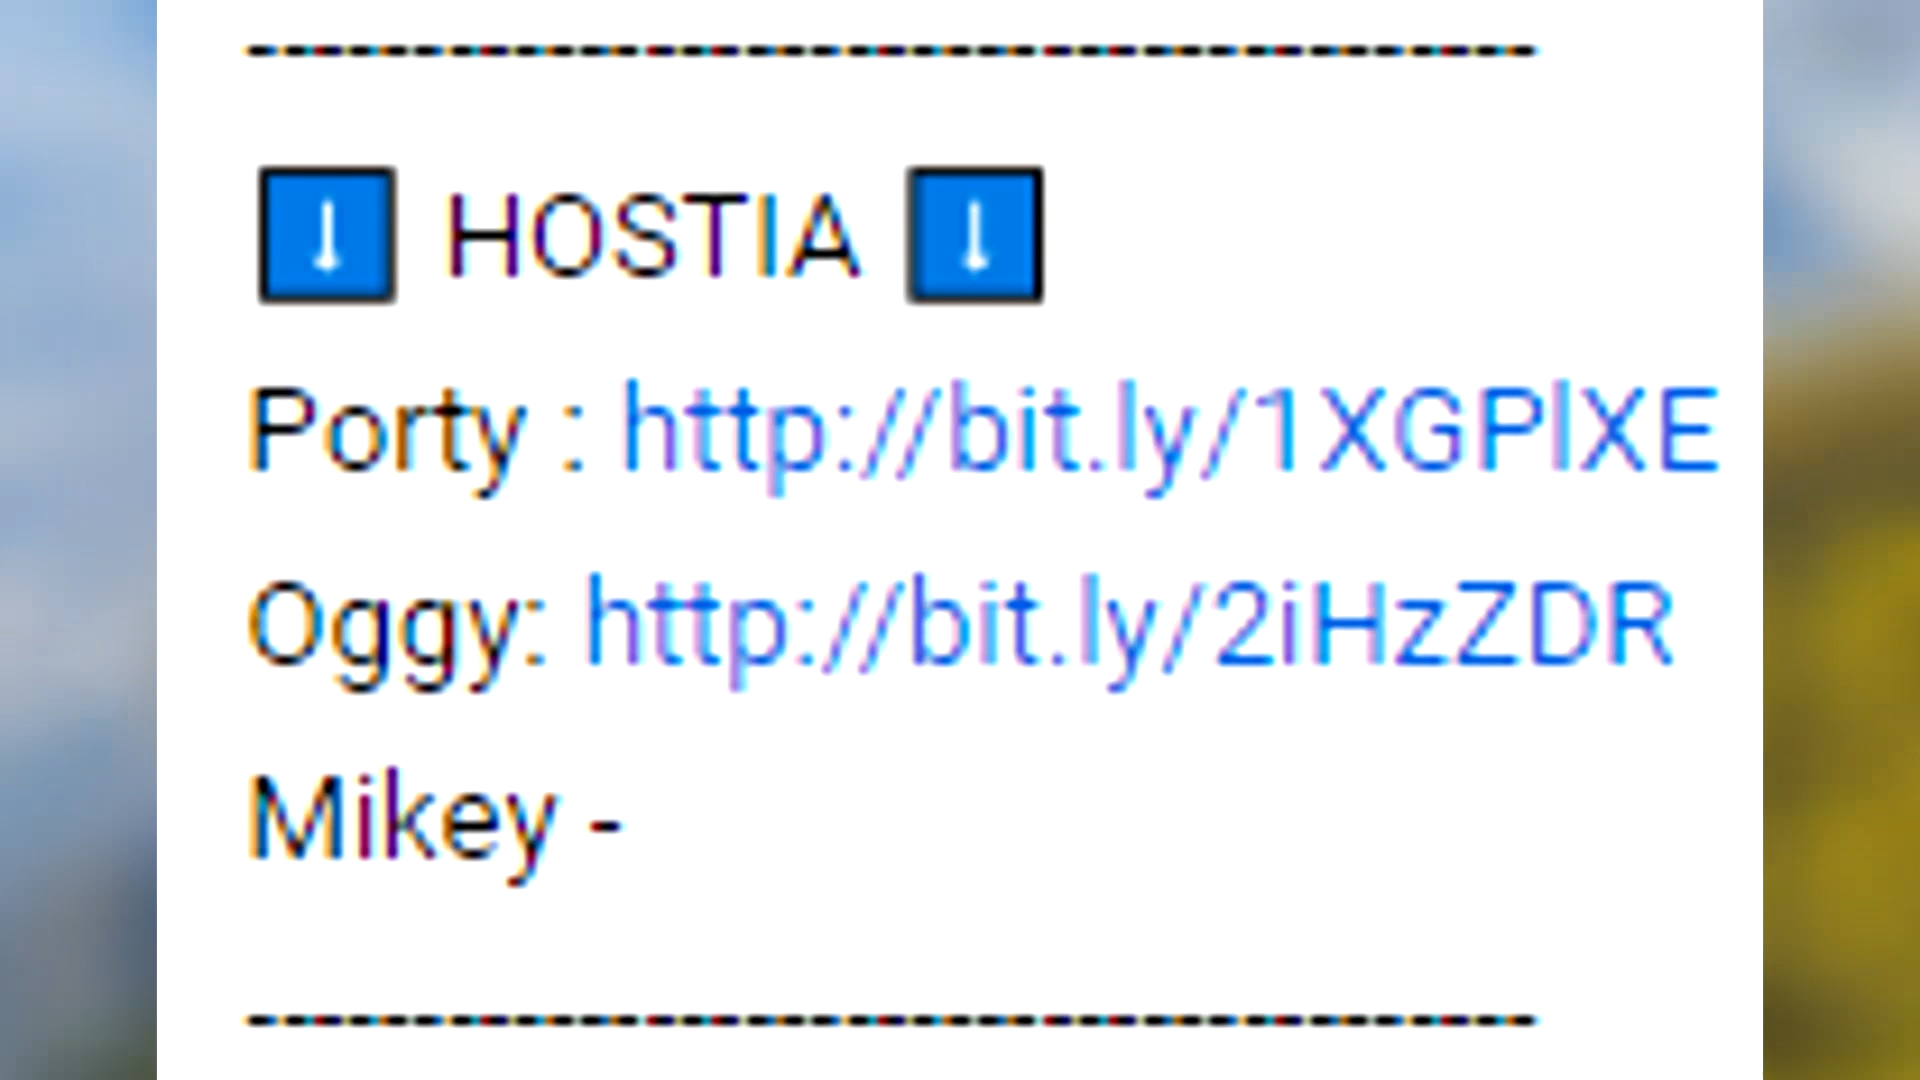 ---------------------------------------
⬇ HOSTIA ⬇
Porty : http://bit.ly/1XGPlXE
Oggy: http://bit.ly/2iHzZDR
Mikey -
---------------------------------------